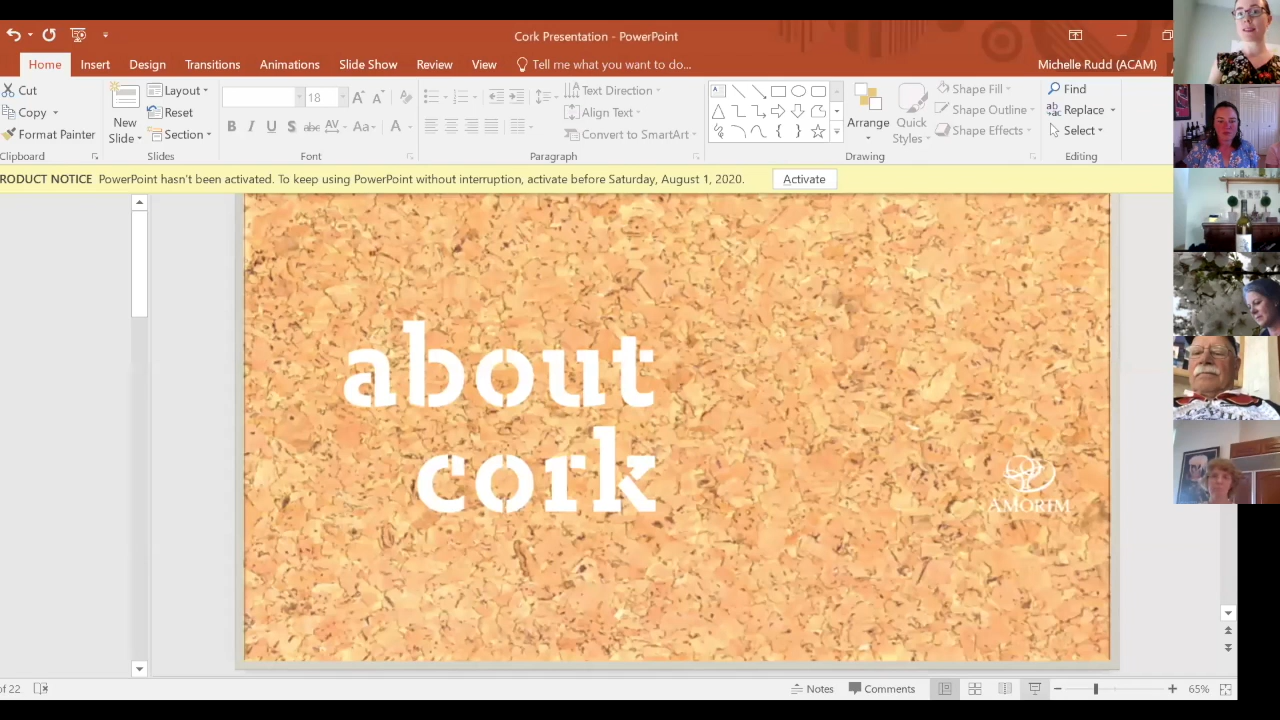 Cork Presentation - PowerPoint
Home Insert Design Transitions Animations Slide Show Review View Tell me what you want to do... Michelle Rudd (ACAM)
Cut
Copy
Format Painter
Clipboard
New Slide
Layout
Reset
Section
Slides
18
B I U S abc AV Aa A
Font
Text Direction
Align Text
Convert to SmartArt
Paragraph
Arrange
Quick Styles
Shape Fill
Shape Outline
Shape Effects
Drawing
Find
Replace
Select
Editing
RODUCT NOTICE PowerPoint hasn't been activated. To keep using PowerPoint without interruption, activate before Saturday, August 1, 2020. Activate
about
cork
AMORIM
of 22 Notes Comments 65%